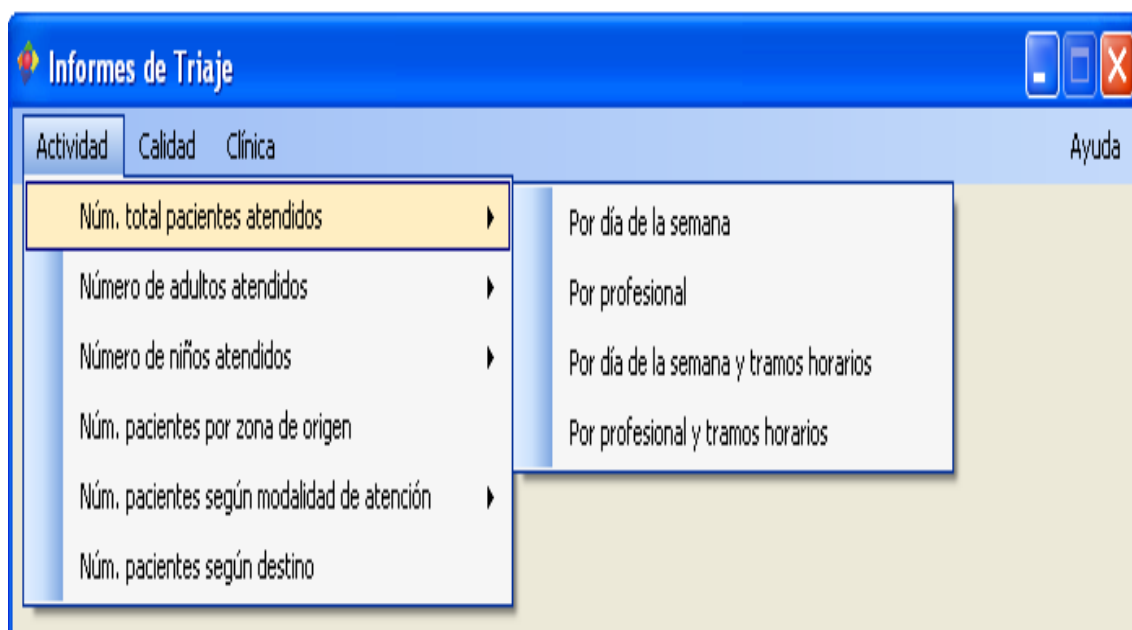 Informes de Triaje
Actividad Calidad Clínica Ayuda
Núm. total pacientes atendidos
Número de adultos atendidos
Número de niños atendidos
Núm. pacientes por zona de origen
Núm. pacientes según modalidad de atención
Núm. pacientes según destino
Por día de la semana
Por profesional
Por día de la semana y tramos horarios
Por profesional y tramos horarios